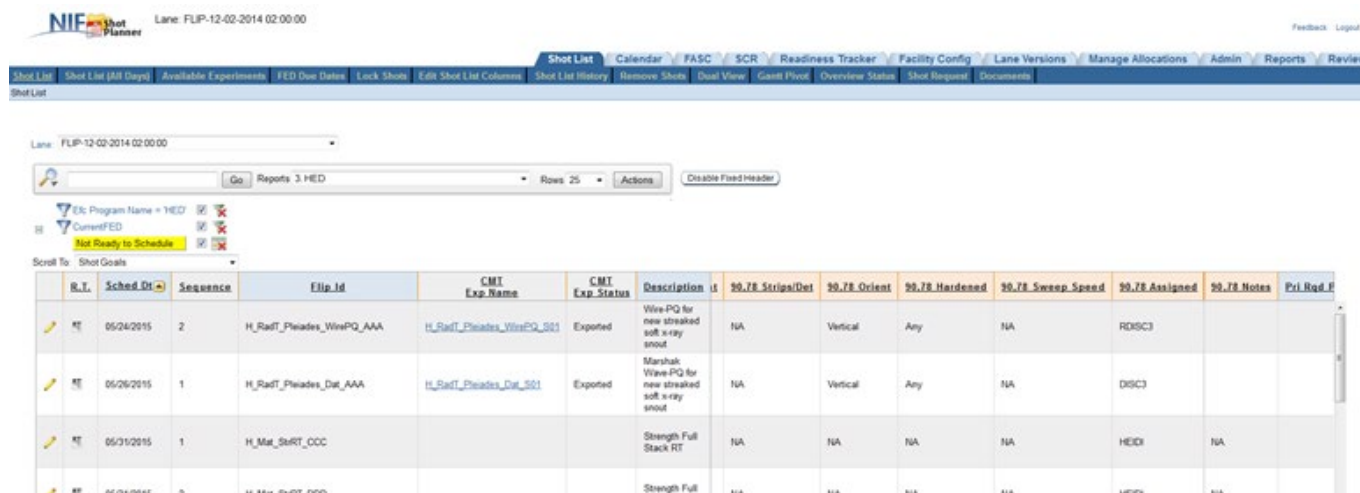 NIF Shot Planner
Lane: FLIP-12-02-2014 02:00:00
Feedback Logout
Shot List Calendar FASC SCR Readiness Tracker Facility Config Lane Versions Manage Allocations Admin Reports Review
Shot List Shot List (All Days) Available Experiments FED Due Dates Lock Shots Edit Shot List Columns Shot List History Remove Shots Dual View Gantt Pivot Overview Status Shot Request Documents
Shot List
Lane: FLIP-12-02-2014 02:00:00
Go Reports 3. HED Rows 25 Actions Disable Fixed Header
Efc Program Name = 'HED'
CurrentFED
Not Ready to Schedule
Scroll To: Shot Goals
R.T. Sched Dt Sequence Flip Id CMT Exp Name CMT Exp Status Description 90.78 Strips/Det 90.78 Orient 90.78 Hardened 90.78 Sweep Speed 90.78 Assigned 90.78 Notes Pri Rqd
05/24/2015 2 H_RadT_Pleiades_WirePQ_AAA H_RadT_Pleiades_WirePQ_S01 Exported Wire-PQ for new streaked soft x-ray snout NA Vertical Any NA RDISC3
05/26/2015 1 H_RadT_Pleiades_Dat_AAA H_RadT_Pleiades_Dat_S01 Exported Marshak Wave-PQ for new streaked soft x-ray snout NA Vertical Any NA DISC3
05/31/2015 1 H_Mat_StrRT_CCC Strength Full Stack RT NA NA NA NA HEIDI NA
Strength Full